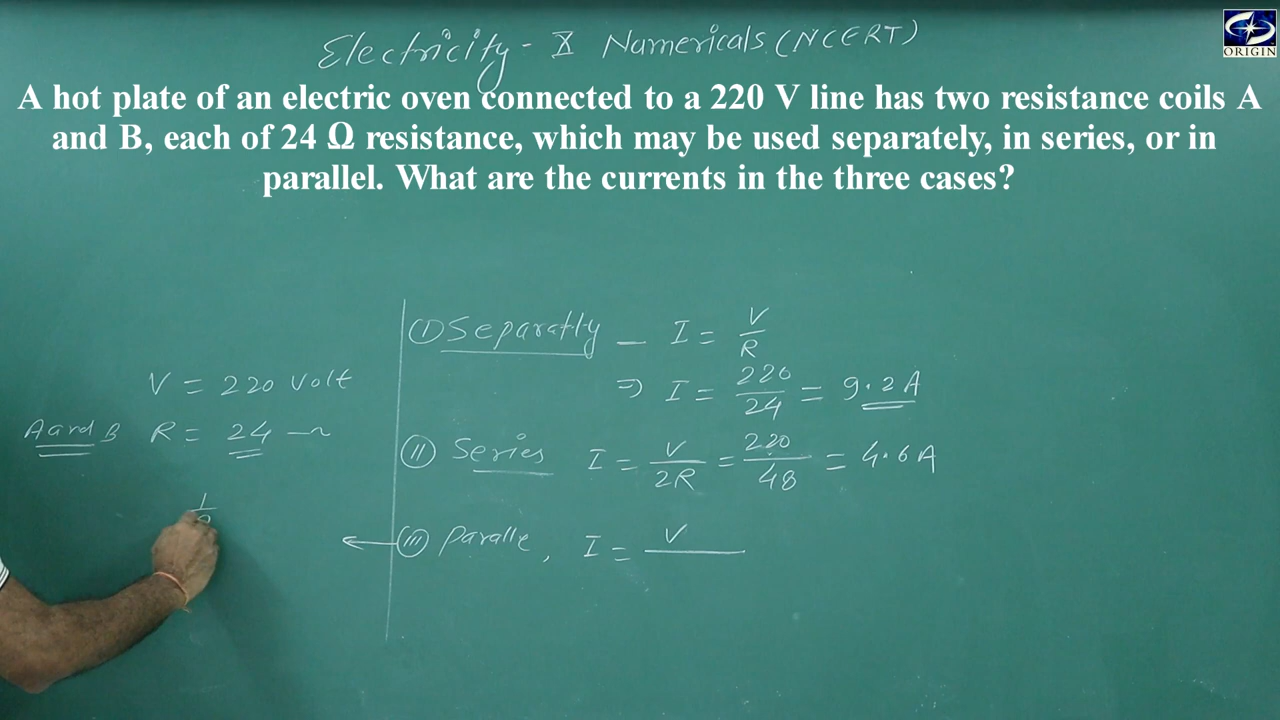 Electricity - X Numericals (NCERT)
ORIGIN
A hot plate of an electric oven connected to a 220 V line has two resistance coils A
and B, each of 24 Ω resistance, which may be used separately, in series, or in
parallel. What are the currents in the three cases?
V = 220 Volt
A and B R = 24 Ω
1
(I) Separatly — I = V/R
⇒ I = 220/24 = 9.2 A
(II) Series I = V/2R = 220/48 = 4.6 A
← (III) Paralle, I = V